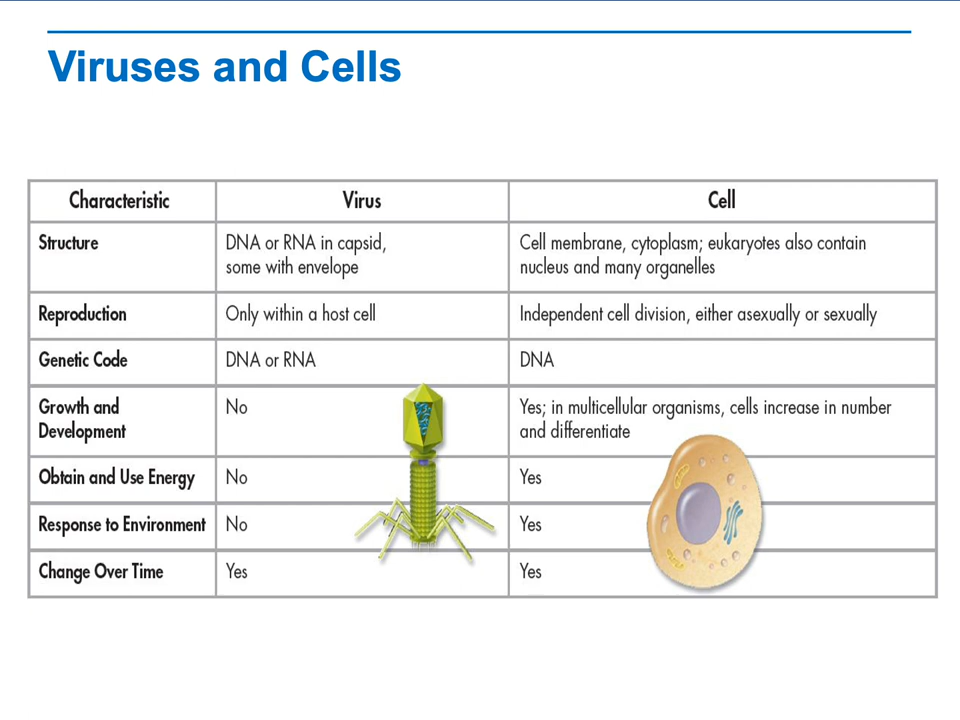 Viruses and Cells
Characteristic Virus Cell
Structure DNA or RNA in capsid, Cell membrane, cytoplasm; eukaryotes also contain
some with envelope nucleus and many organelles
Reproduction Only within a host cell Independent cell division, either asexually or sexually
Genetic Code DNA or RNA DNA
Growth and No Yes; in multicellular organisms, cells increase in number
Development and differentiate
Obtain and Use Energy No Yes
Response to Environment No Yes
Change Over Time Yes Yes